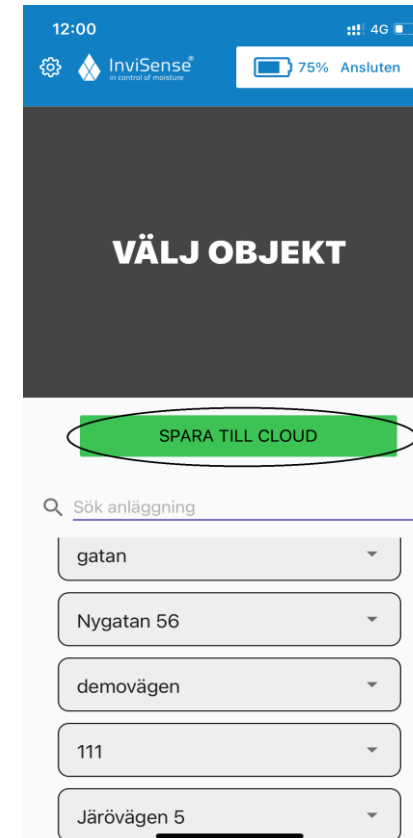 12:00 4G
InviSense®
in control of moisture
75% Ansluten
VÄLJ OBJEKT
SPARA TILL CLOUD
Sök anläggning
gatan
Nygatan 56
demovägen
111
Järövägen 5